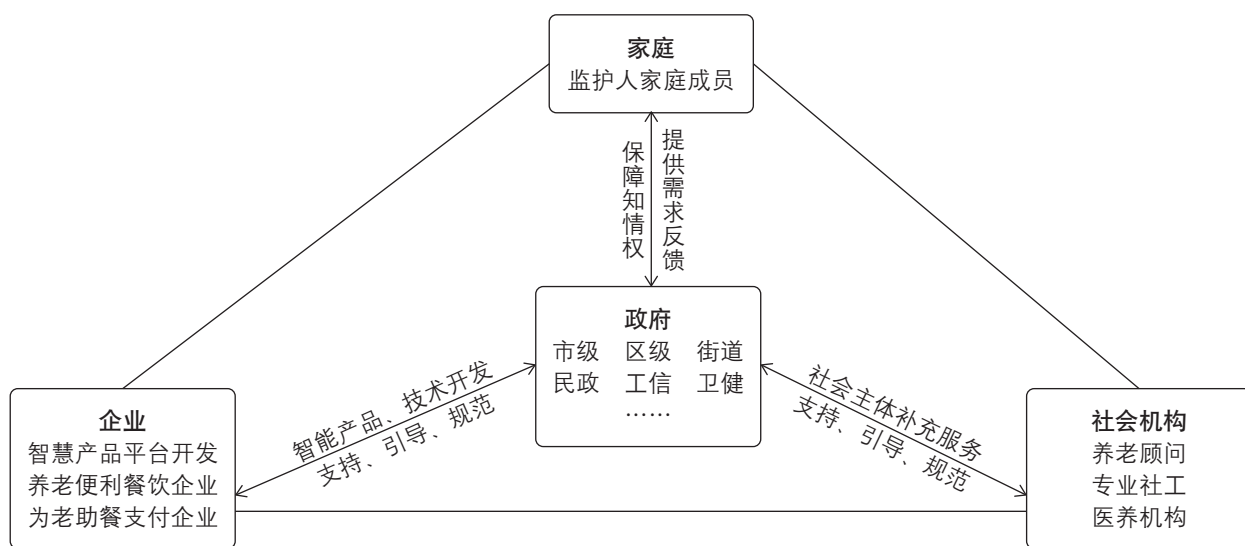 家庭
监护人家庭成员
保障知情权
提供需求反馈
政府
市级 区级 街道
民政 工信 卫健
……
智能产品、技术开发
支持、引导、规范
社会主体补充服务
支持、引导、规范
企业
智慧产品平台开发
养老便利餐饮企业
为老助餐支付企业
社会机构
养老顾问
专业社工
医养机构